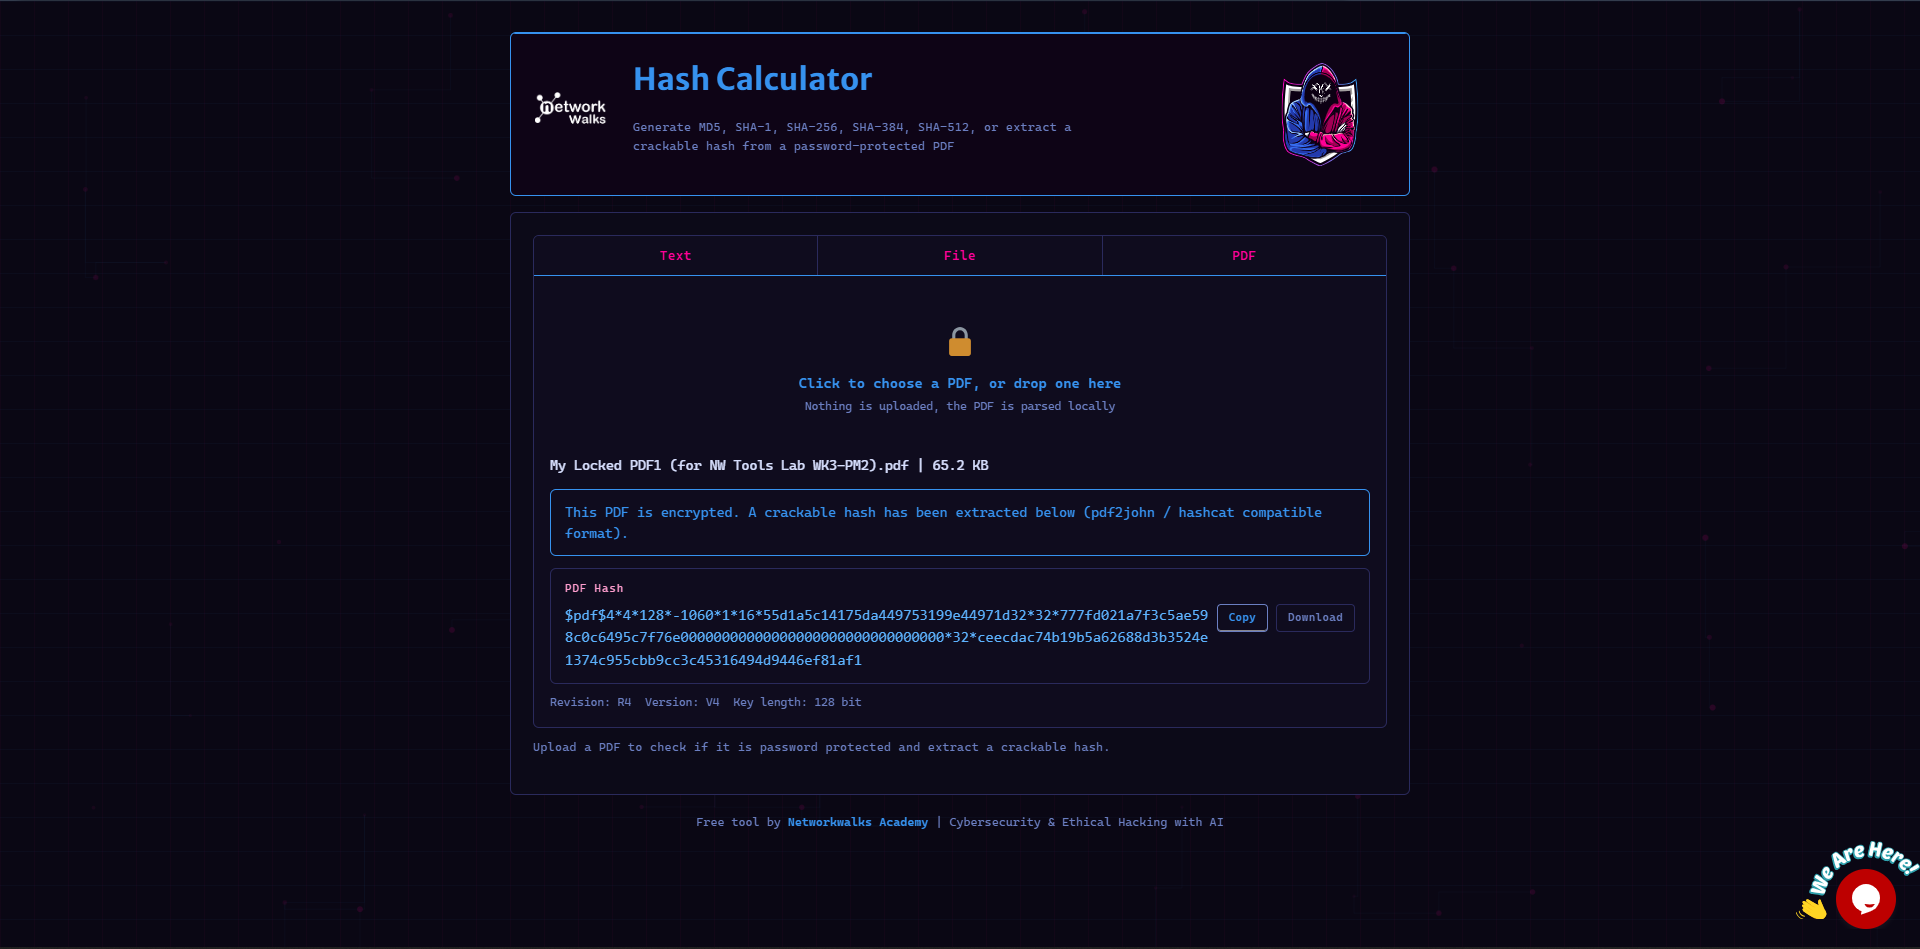 network
walks
Hash Calculator
Generate MD5, SHA-1, SHA-256, SHA-384, SHA-512, or extract a
crackable hash from a password-protected PDF
Text
File
PDF
Click to choose a PDF, or drop one here
Nothing is uploaded, the PDF is parsed locally
My Locked PDF1 (for NW Tools Lab WK3-PM2).pdf | 65.2 KB
This PDF is encrypted. A crackable hash has been extracted below (pdf2john / hashcat compatible
format).
PDF Hash
$pdf$4*4*128*-1060*1*16*55d1a5c14175da449753199e44971d32*32*777fd021a7f3c5ae59
8c0c6495c7f76e00000000000000000000000000000000*32*ceecdac74b19b5a62688d3b3524e
1374c955cbb9cc3c45316494d9446ef81af1
Copy
Download
Revision: R4 Version: V4 Key length: 128 bit
Upload a PDF to check if it is password protected and extract a crackable hash.
Free tool by Networkwalks Academy | Cybersecurity & Ethical Hacking with AI
We Are Here!